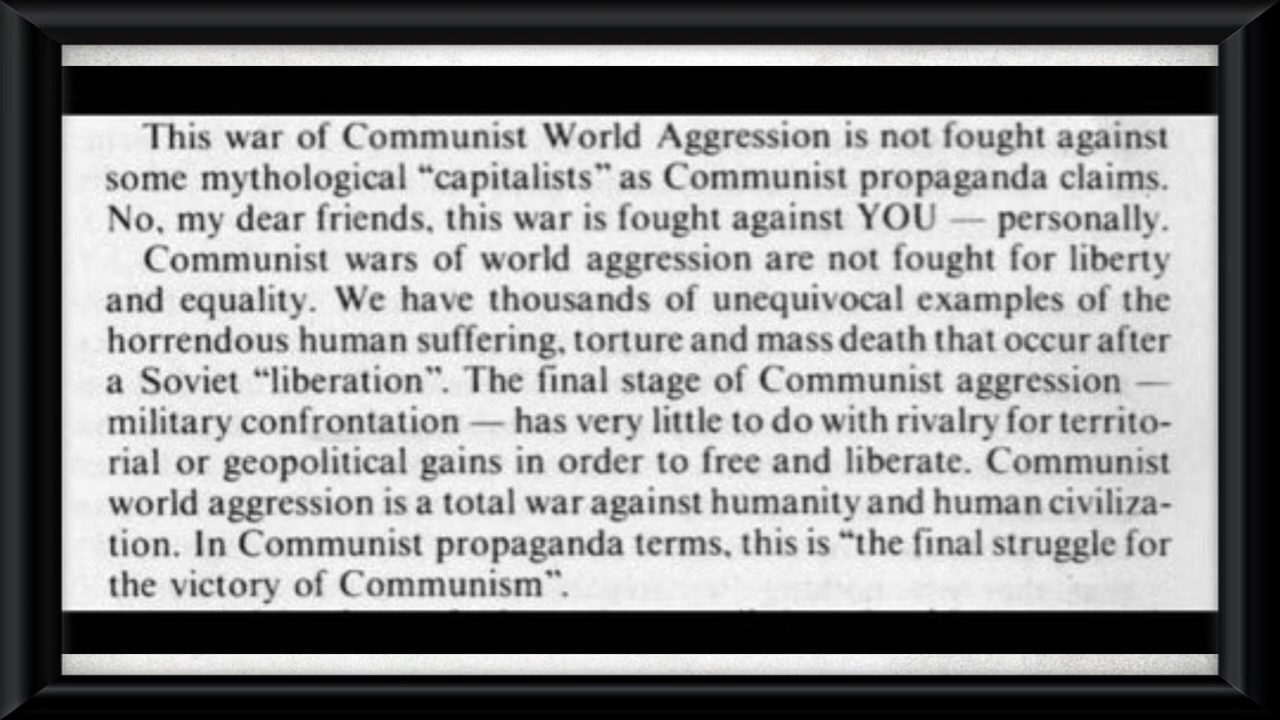 This war of Communist World Aggression is not fought against
some mythological “capitalists” as Communist propaganda claims.
No, my dear friends, this war is fought against YOU — personally.
Communist wars of world aggression are not fought for liberty
and equality. We have thousands of unequivocal examples of the
horrendous human suffering, torture and mass death that occur after
a Soviet “liberation”. The final stage of Communist aggression —
military confrontation — has very little to do with rivalry for territo-
rial or geopolitical gains in order to free and liberate. Communist
world aggression is a total war against humanity and human civiliza-
tion. In Communist propaganda terms, this is “the final struggle for
the victory of Communism”.